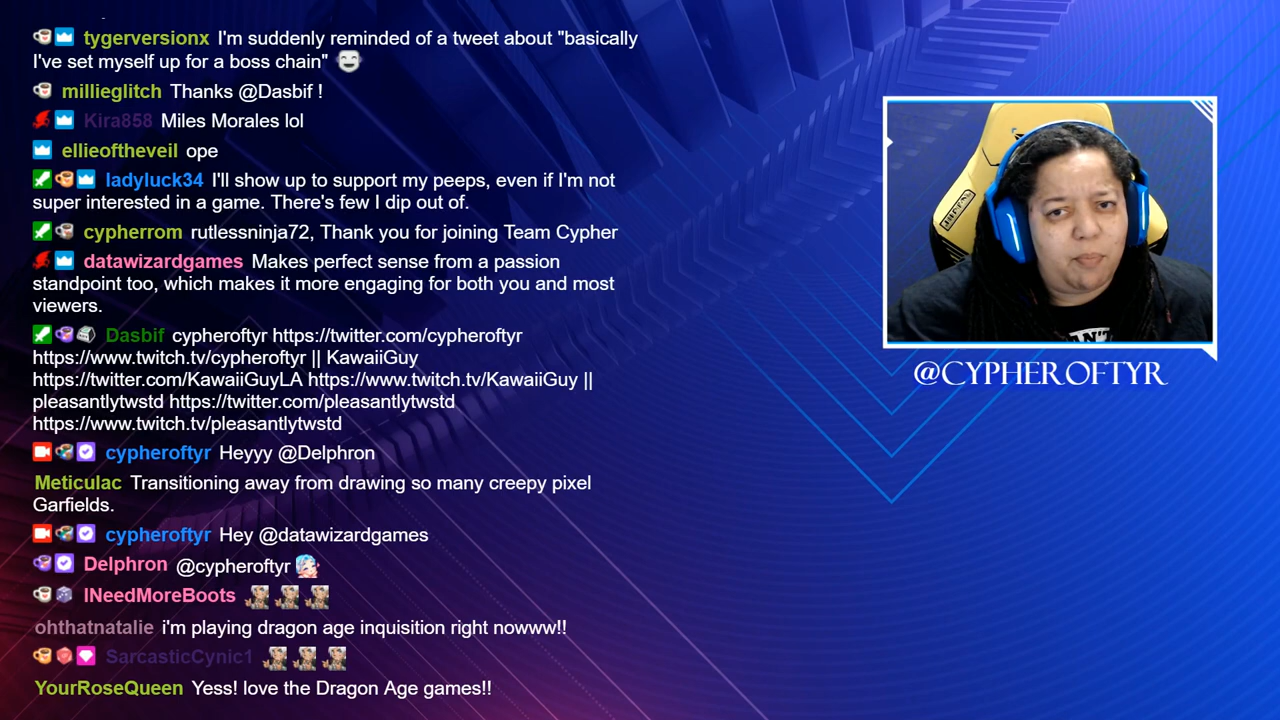 tygerversionx I'm suddenly reminded of a tweet about "basically
I've set myself up for a boss chain"
millieglitch Thanks @Dasbif !
Kira858 Miles Morales lol
ellieoftheveil ope
ladyluck34 I'll show up to support my peeps, even if I'm not
super interested in a game. There's few I dip out of.
cypherrom rutlessninja72, Thank you for joining Team Cypher
datawizardgames Makes perfect sense from a passion
standpoint too, which makes it more engaging for both you and most
viewers.
Dasbif cypheroftyr https://twitter.com/cypheroftyr
https://www.twitch.tv/cypheroftyr || KawaiiGuy
https://twitter.com/KawaiiGuyLA https://www.twitch.tv/KawaiiGuy ||
pleasantlytwstd https://twitter.com/pleasantlytwstd
https://www.twitch.tv/pleasantlytwstd
cypheroftyr Heyyy @Delphron
Meticulac Transitioning away from drawing so many creepy pixel
Garfields.
cypheroftyr Hey @datawizardgames
Delphron @cypheroftyr
INeedMoreBoots
ohthatnatalie i'm playing dragon age inquisition right nowww!!
SarcasticCynic1
YourRoseQueen Yess! love the Dragon Age games!!
@CYPHEROFTYR